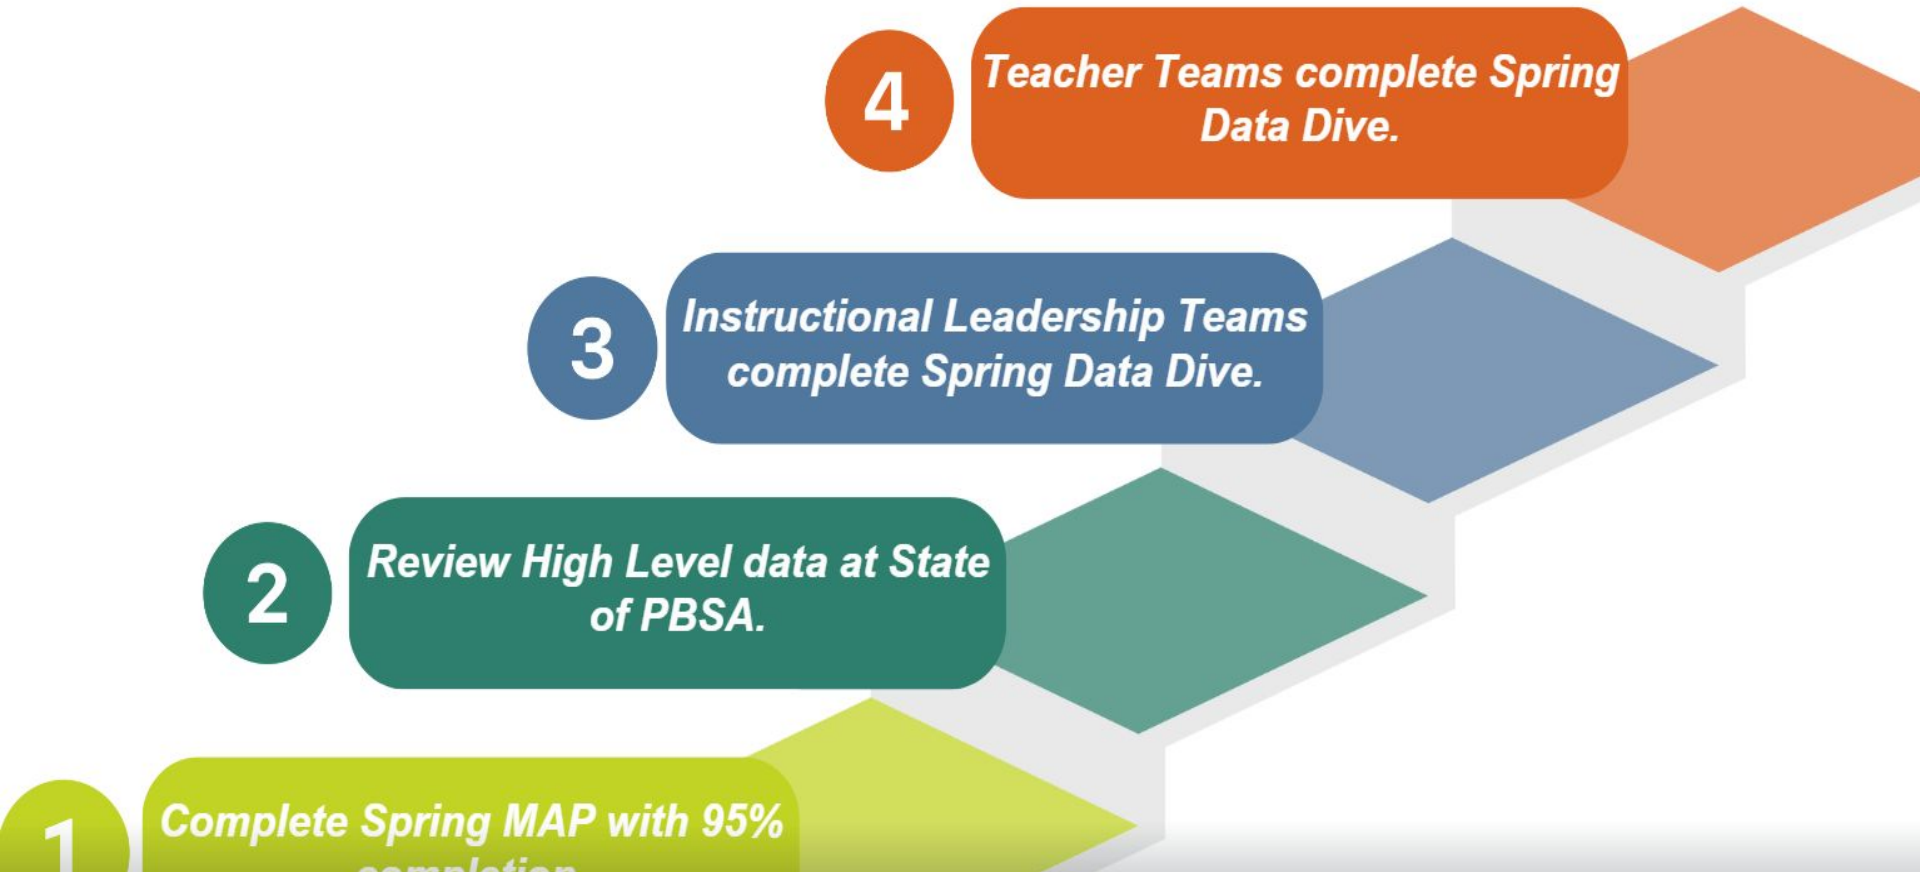 4
Teacher Teams complete Spring
Data Dive.
3
Instructional Leadership Teams
complete Spring Data Dive.
2
Review High Level data at State
of PBSA.
1
Complete Spring MAP with 95%
completion